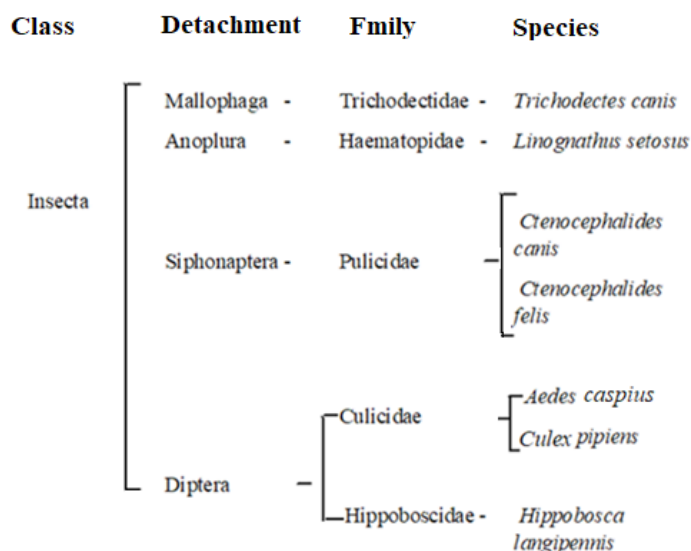 Class Detachment Fmily Species
Mallophaga - Trichodectidae - Trichodectes canis
Anoplura - Haematopidae - Linognathus setosus
Insecta
Ctenocephalides
canis
Siphonaptera - Pulicidae
Ctenocephalides
felis
Aedes caspius
Culicidae
Culex pipiens
Diptera
Hippoboscidae - Hippobosca
langipennis